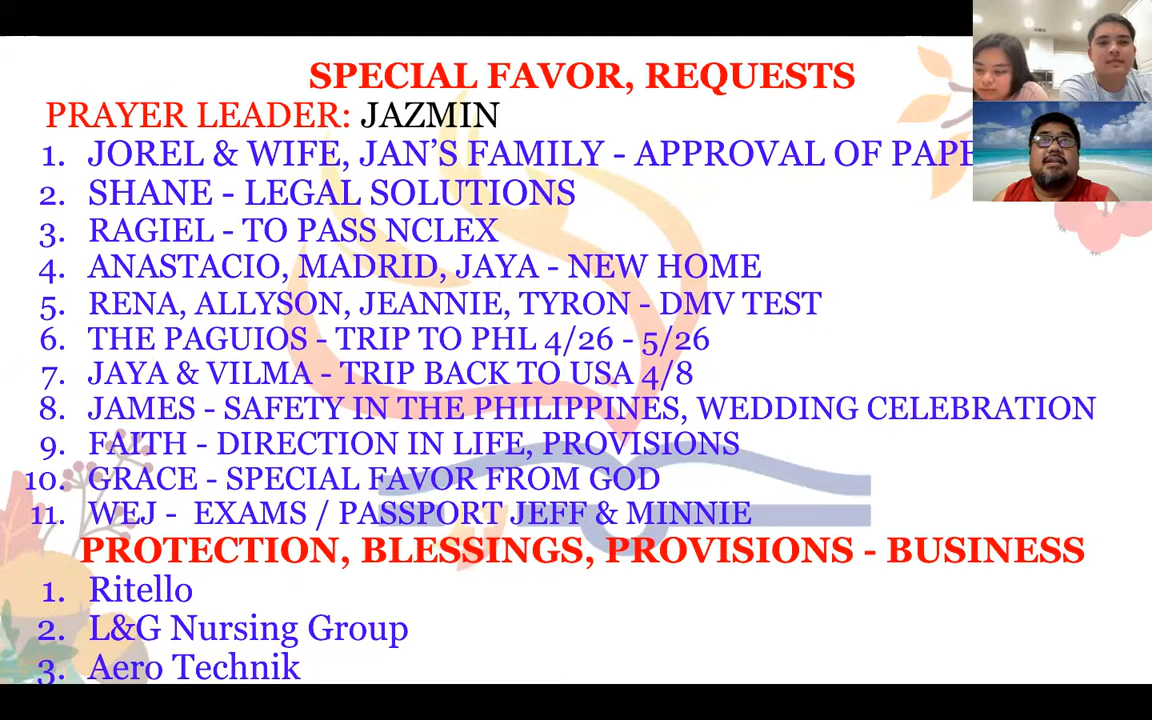 SPECIAL FAVOR, REQUESTS
PRAYER LEADER: JAZMIN
1. JOREL & WIFE, JAN'S FAMILY - APPROVAL OF
2. SHANE - LEGAL SOLUTIONS
3. RAGIEL - TO PASS NCLEX
4. ANASTACIO, MADRID, JAYA - NEW HOME
5. RENA, ALLYSON, JEANNIE, TYRON - DMV TEST
6. THE PAGUIOS - TRIP TO PHL 4/26 - 5/26
7. JAYA & VILMA - TRIP BACK TO USA 4/8
8. JAMES - SAFETY IN THE PHILIPPINES, WEDDING CELEBRATION
9. FAITH - DIRECTION IN LIFE, PROVISIONS
10. GRACE - SPECIAL FAVOR FROM GOD
11. WEJ - EXAMS / PASSPORT JEFF & MINNIE
PROTECTION, BLESSINGS, PROVISIONS - BUSINESS
1. Ritello
2. L&G Nursing Group
3. Aero Technik